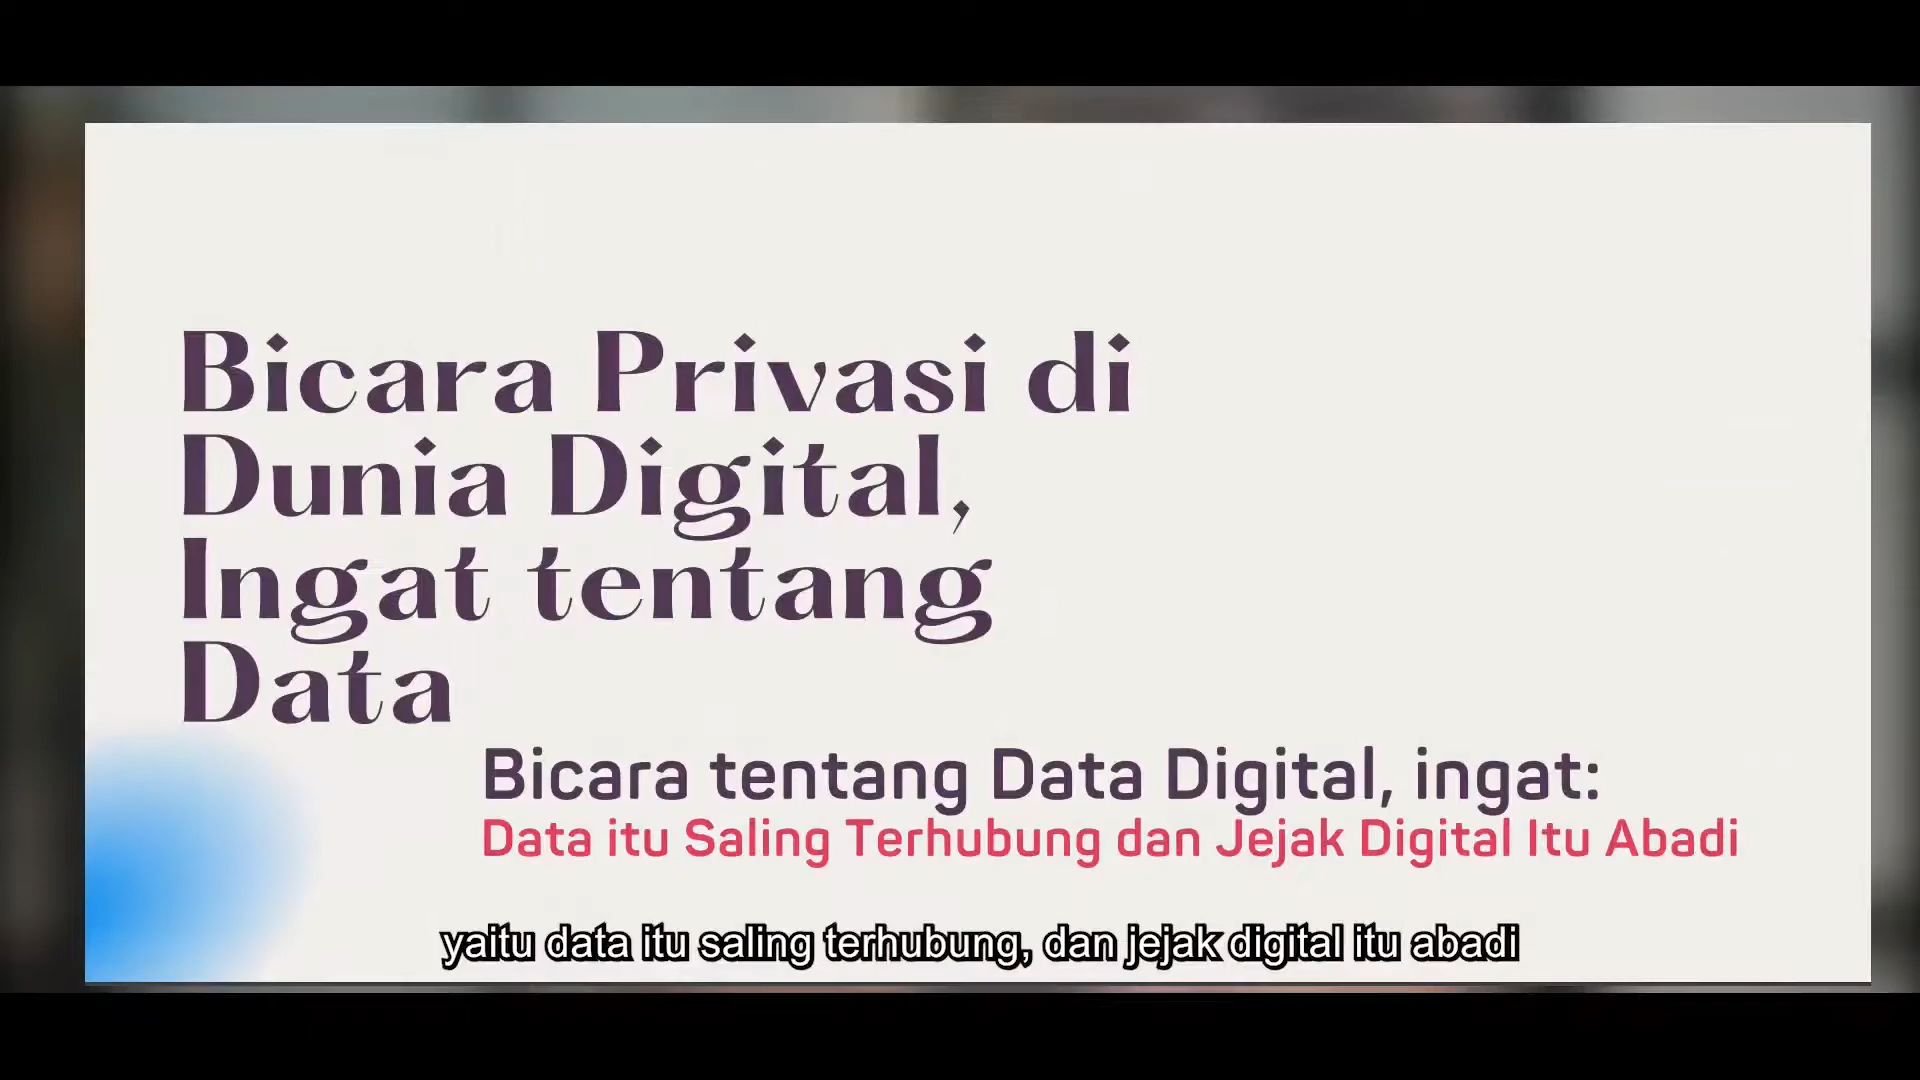 Bicara Privasi di
Dunia Digital,
Ingat tentang
Data
Bicara tentang Data Digital, ingat:
Data itu Saling Terhubung dan Jejak Digital Itu Abadi
yaitu data itu saling terhubung, dan jejak digital itu abadi